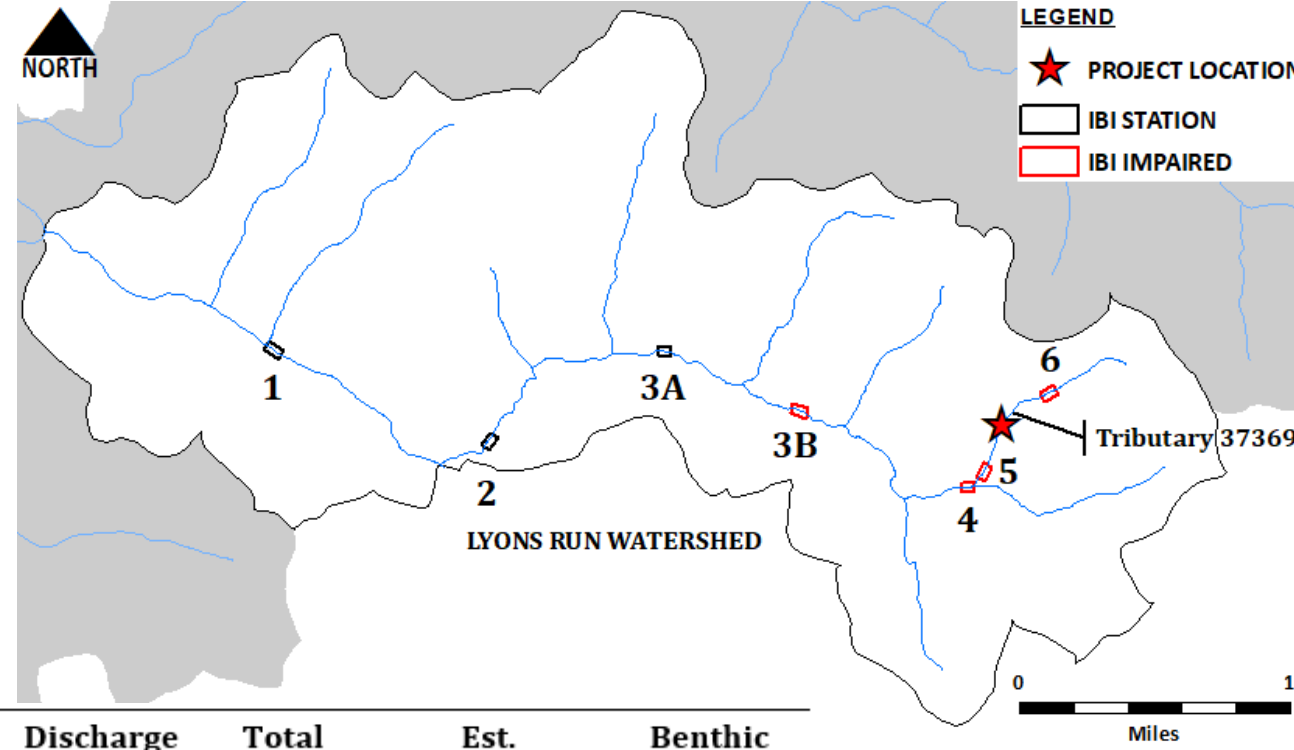 LEGEND
NORTH
PROJECT LOCATION
IBI STATION
IBI IMPAIRED
6
1
3A
3B
Tributary 37369
5
2
4
LYONS RUN WATERSHED
0 1
Miles
Discharge Total Est. Benthic